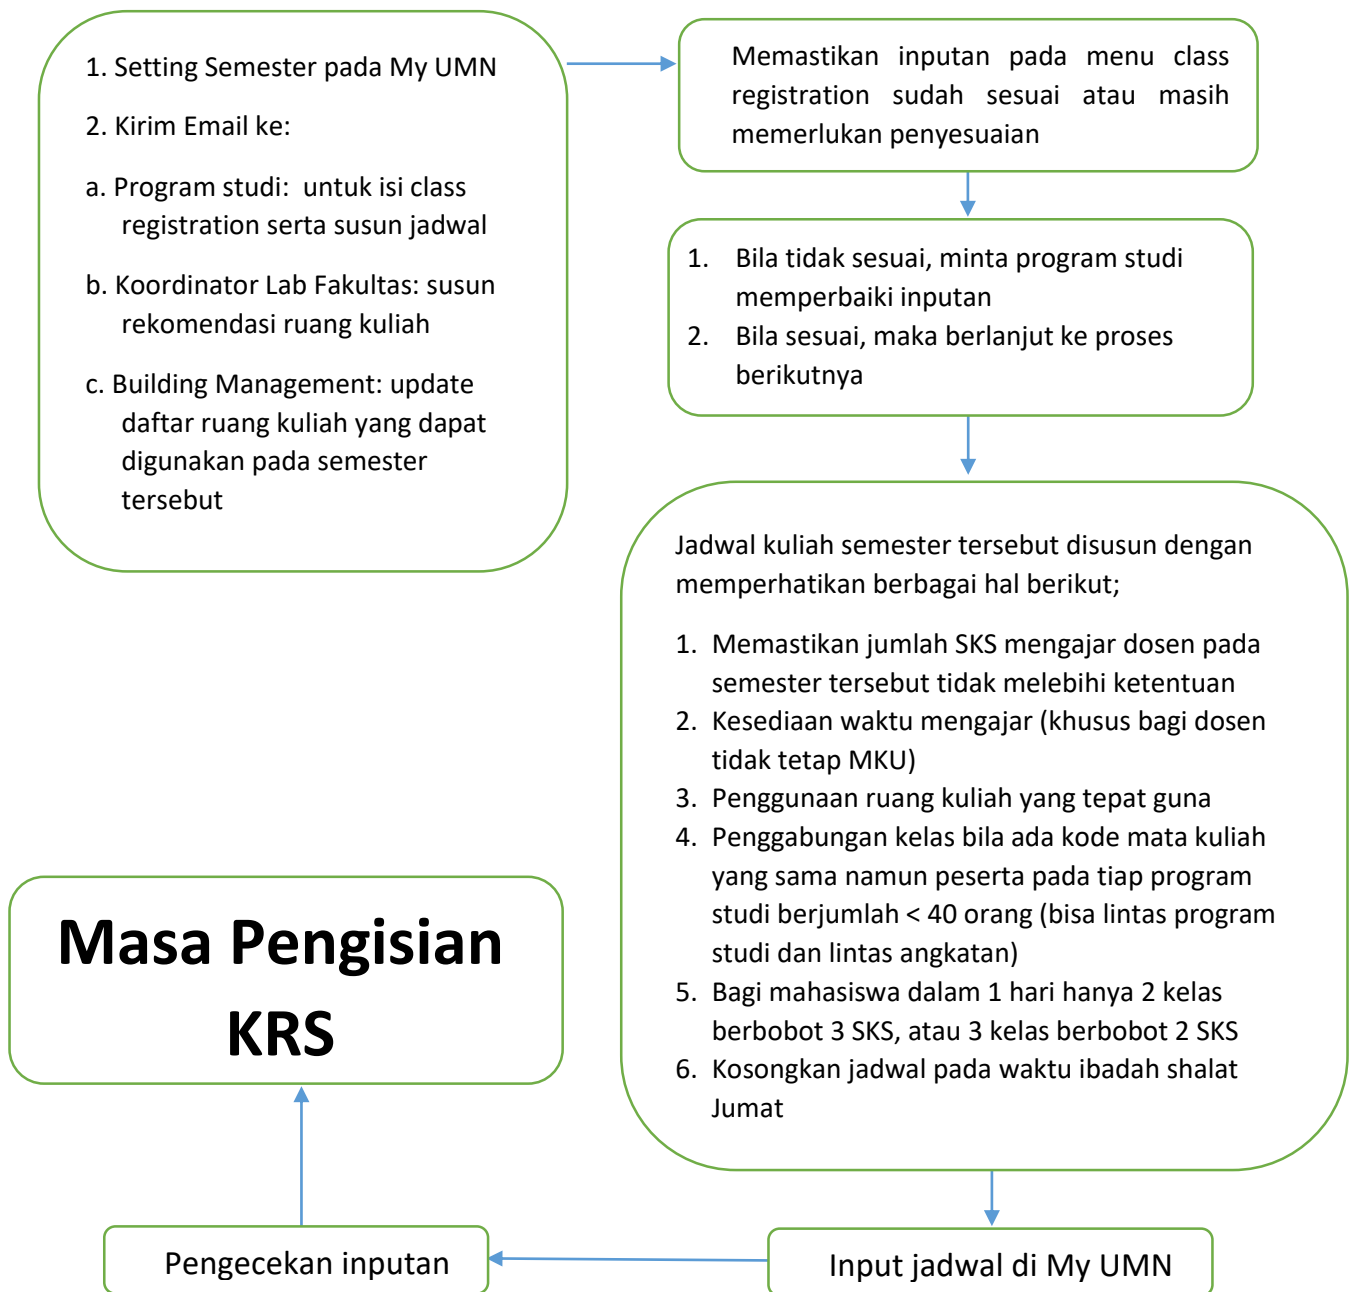 1. Setting Semester pada My UMN
2. Kirim Email ke:
a. Program studi: untuk isi class
registration serta susun jadwal
b. Koordinator Lab Fakultas: susun
rekomendasi ruang kuliah
c. Building Management: update
daftar ruang kuliah yang dapat
digunakan pada semester
tersebut
Memastikan inputan pada menu class
registration sudah sesuai atau masih
memerlukan penyesuaian
1. Bila tidak sesuai, minta program studi
memperbaiki inputan
2. Bila sesuai, maka berlanjut ke proses
berikutnya
Jadwal kuliah semester tersebut disusun dengan
memperhatikan berbagai hal berikut;
1. Memastikan jumlah SKS mengajar dosen pada
semester tersebut tidak melebihi ketentuan
2. Kesediaan waktu mengajar (khusus bagi dosen
tidak tetap MKU)
3. Penggunaan ruang kuliah yang tepat guna
4. Penggabungan kelas bila ada kode mata kuliah
yang sama namun peserta pada tiap program
studi berjumlah < 40 orang (bisa lintas program
studi dan lintas angkatan)
5. Bagi mahasiswa dalam 1 hari hanya 2 kelas
berbobot 3 SKS, atau 3 kelas berbobot 2 SKS
6. Kosongkan jadwal pada waktu ibadah shalat
Jumat
Input jadwal di My UMN
Pengecekan inputan
Masa Pengisian
KRS